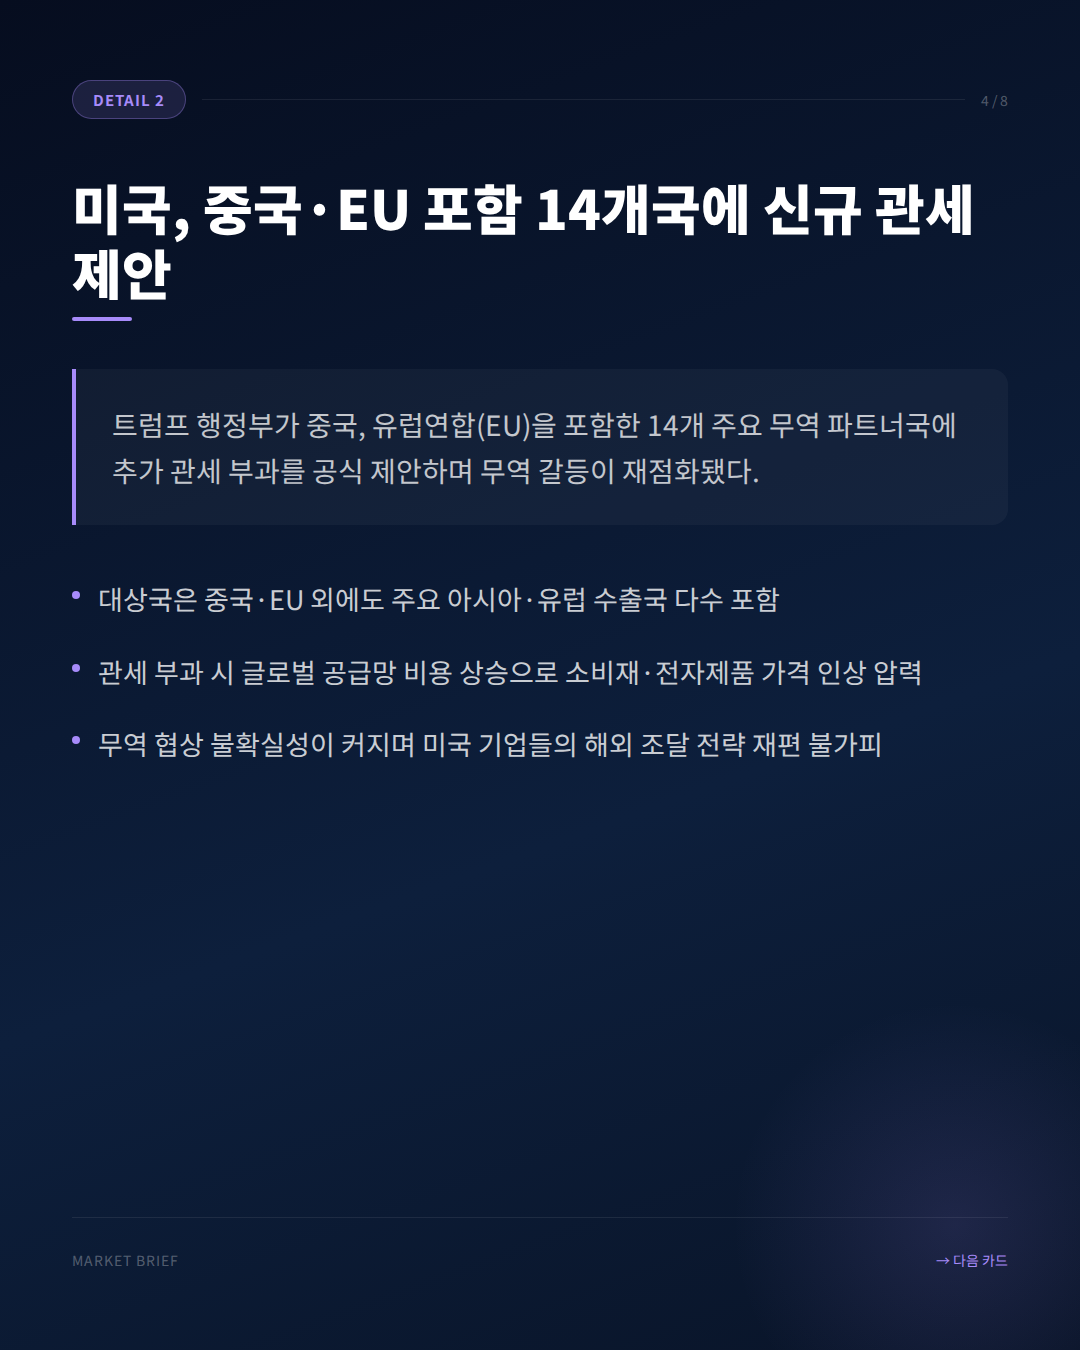 DETAIL 2
4 / 8
미국, 중국·EU 포함 14개국에 신규 관세
제안
트럼프 행정부가 중국, 유럽연합(EU)을 포함한 14개 주요 무역 파트너국에
추가 관세 부과를 공식 제안하며 무역 갈등이 재점화됐다.
• 대상국은 중국·EU 외에도 주요 아시아·유럽 수출국 다수 포함
• 관세 부과 시 글로벌 공급망 비용 상승으로 소비재·전자제품 가격 인상 압력
• 무역 협상 불확실성이 커지며 미국 기업들의 해외 조달 전략 재편 불가피
MARKET BRIEF
→ 다음 카드